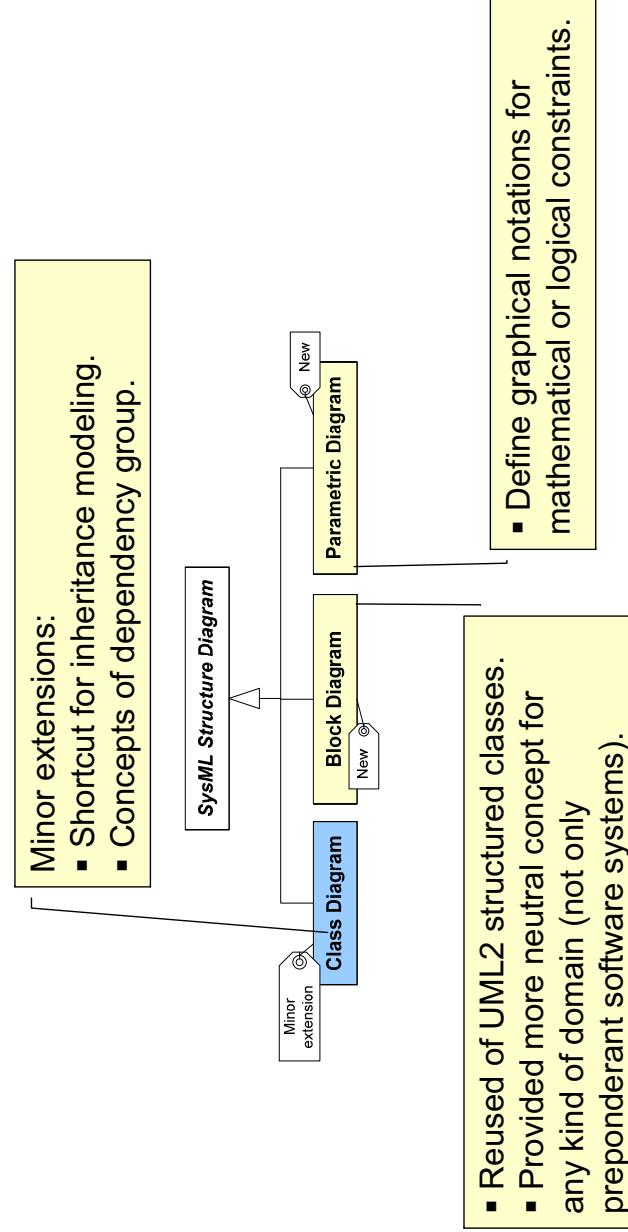 Minor extensions:
▪ Shortcut for inheritance modeling.
▪ Concepts of dependency group.
SysML Structure Diagram
Minor
extension
Class Diagram
New
Block Diagram
New
Parametric Diagram
▪ Reused of UML2 structured classes.
▪ Provided more neutral concept for
any kind of domain (not only
preponderant software systems).
▪ Define graphical notations for
mathematical or logical constraints.